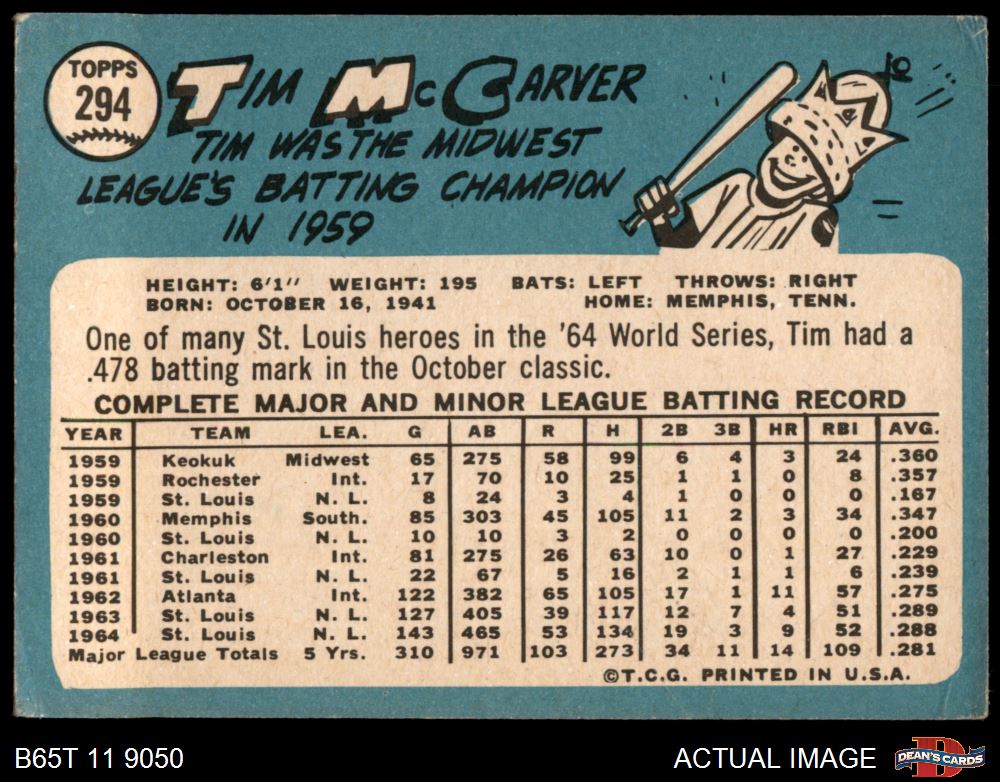 TOPPS
294
TIM McCARVER
TIM WAS THE MIDWEST
LEAGUE'S BATTING CHAMPION
IN 1959
HEIGHT: 6'1" WEIGHT: 195 BATS: LEFT THROWS: RIGHT
BORN: OCTOBER 16, 1941 HOME: MEMPHIS, TENN.
One of many St. Louis heroes in the '64 World Series, Tim had a
.478 batting mark in the October classic.
COMPLETE MAJOR AND MINOR LEAGUE BATTING RECORD
YEAR TEAM LEA. G AB R H 2B 3B HR RBI AVG.
1959 Keokuk Midwest 65 275 58 99 6 4 3 24 .360
1959 Rochester Int. 17 70 10 25 1 1 0 8 .357
1959 St. Louis N. L. 8 24 3 4 1 0 0 0 .167
1960 Memphis South. 85 303 45 105 11 2 3 34 .347
1960 St. Louis N. L. 10 10 3 2 0 0 0 0 .200
1961 Charleston Int. 81 275 26 63 10 0 1 27 .229
1961 St. Louis N. L. 22 67 5 16 2 1 1 6 .239
1962 Atlanta Int. 122 382 65 105 17 1 11 57 .275
1963 St. Louis N. L. 127 405 39 117 12 7 4 51 .289
1964 St. Louis N. L. 143 465 53 134 19 3 9 52 .288
Major League Totals 5 Yrs. 310 971 103 273 34 11 14 109 .281
©T.C.G. PRINTED IN U.S.A.
B65T 11 9050 ACTUAL IMAGE D DEAN'S CARDS